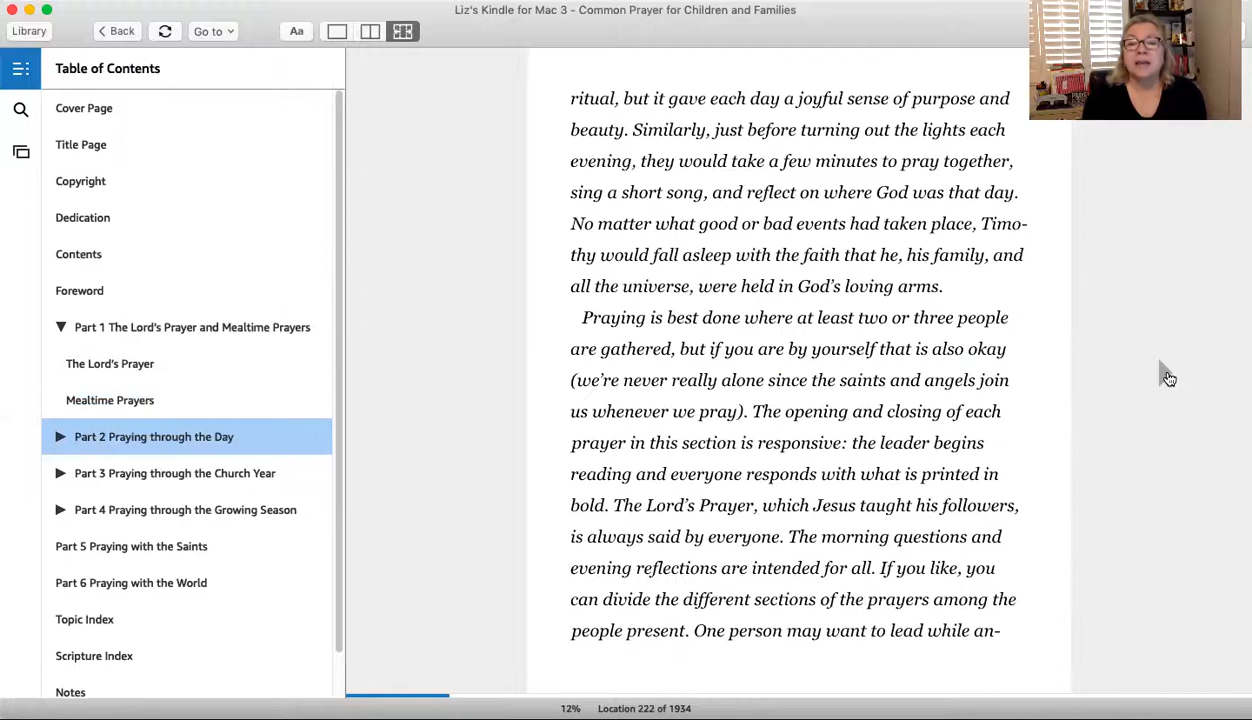 Liz's Kindle for Mac 3 - Common Prayer for Children and Families
Library
Back
Go to
Aa
Table of Contents
Cover Page
Title Page
Copyright
Dedication
Contents
Foreword
Part 1 The Lord's Prayer and Mealtime Prayers
The Lord's Prayer
Mealtime Prayers
Part 2 Praying through the Day
Part 3 Praying through the Church Year
Part 4 Praying through the Growing Season
Part 5 Praying with the Saints
Part 6 Praying with the World
Topic Index
Scripture Index
Notes
ritual, but it gave each day a joyful sense of purpose and
beauty. Similarly, just before turning out the lights each
evening, they would take a few minutes to pray together,
sing a short song, and reflect on where God was that day.
No matter what good or bad events had taken place, Timo-
thy would fall asleep with the faith that he, his family, and
all the universe, were held in God's loving arms.
Praying is best done where at least two or three people
are gathered, but if you are by yourself that is also okay
(we're never really alone since the saints and angels join
us whenever we pray). The opening and closing of each
prayer in this section is responsive: the leader begins
reading and everyone responds with what is printed in
bold. The Lord's Prayer, which Jesus taught his followers,
is always said by everyone. The morning questions and
evening reflections are intended for all. If you like, you
can divide the different sections of the prayers among the
people present. One person may want to lead while an-
12% Location 222 of 1934